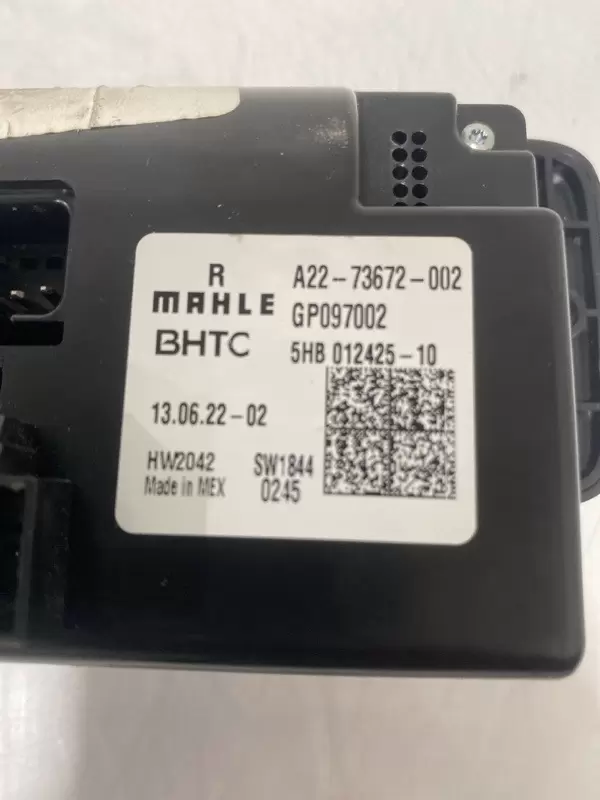 R
MAHLE
BHTC
A22-73672-002
GP097002
5HB 012425-10
13.06.22-02
HW2042
SW1844
Made in MEX
0245